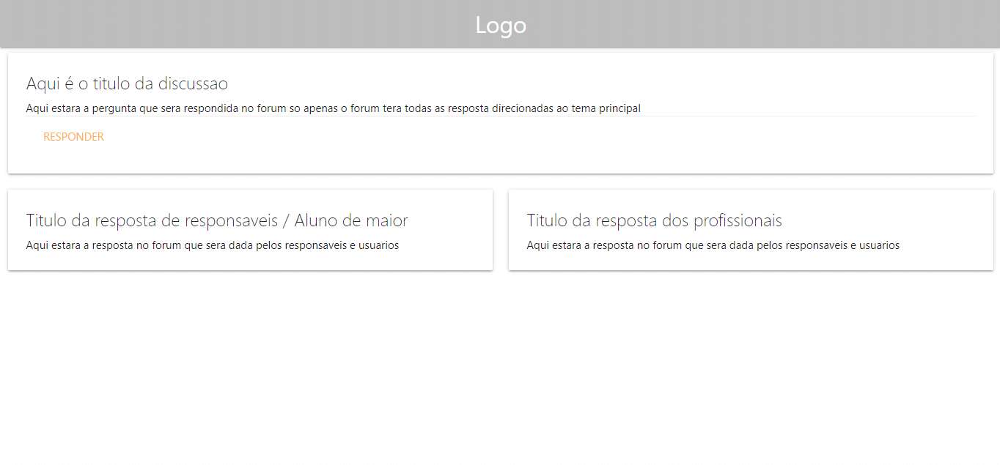 Logo
Aqui é o titulo da discussao
Aqui estara a pergunta que sera respondida no forum so apenas o forum tera todas as resposta direcionadas ao tema principal
RESPONDER
Titulo da resposta de responsaveis / Aluno de maior
Aqui estara a resposta no forum que sera dada pelos responsaveis e usuarios
Titulo da resposta dos profissionais
Aqui estara a resposta no forum que sera dada pelos responsaveis e usuarios